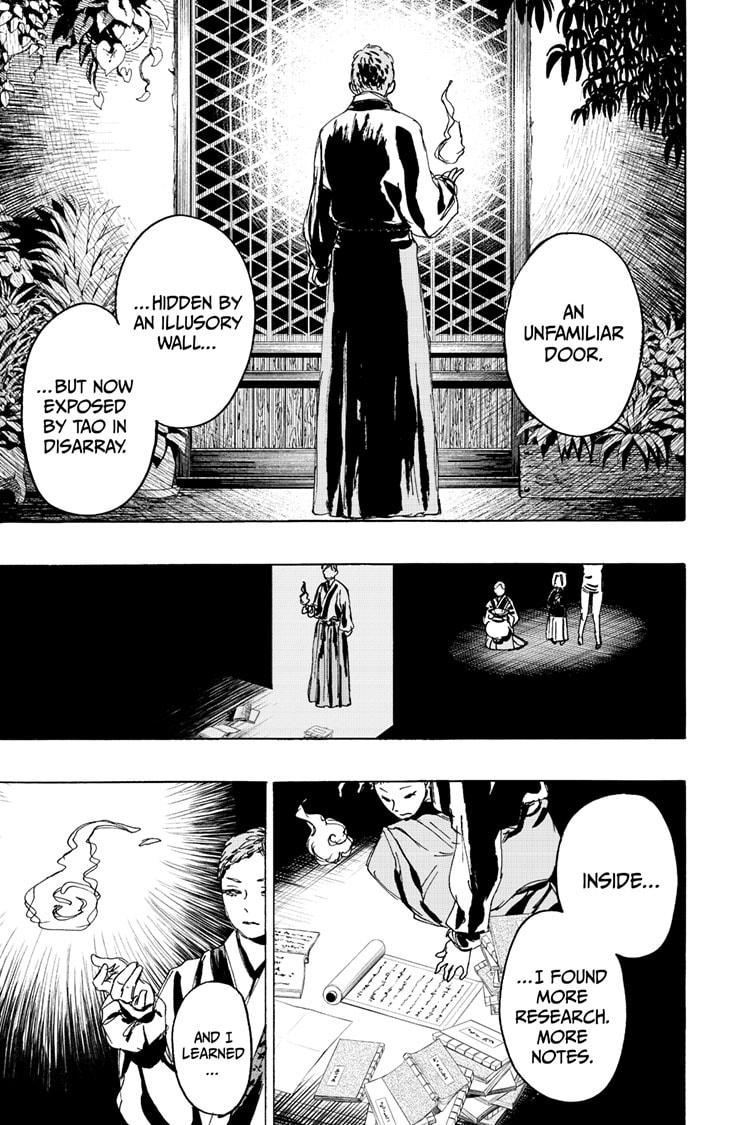 AN
UNFAMILIAR
DOOR.
...HIDDEN BY
AN ILLUSORY
WALL...
...BUT NOW
EXPOSED
BY TAO IN
DISARRAY.
INSIDE...
...I FOUND
MORE
RESEARCH.
MORE
NOTES.
AND I
LEARNED
...